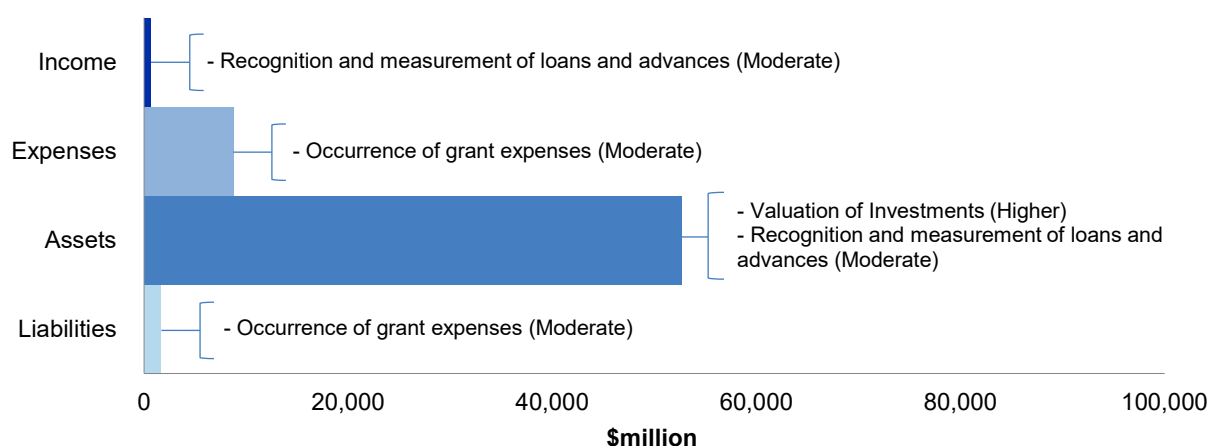 Income
- Recognition and measurement of loans and advances (Moderate)
Expenses
- Occurrence of grant expenses (Moderate)
Assets
- Valuation of Investments (Higher)
- Recognition and measurement of loans and
advances (Moderate)
Liabilities
- Occurrence of grant expenses (Moderate)
0 20,000 40,000 60,000 80,000 100,000
$million